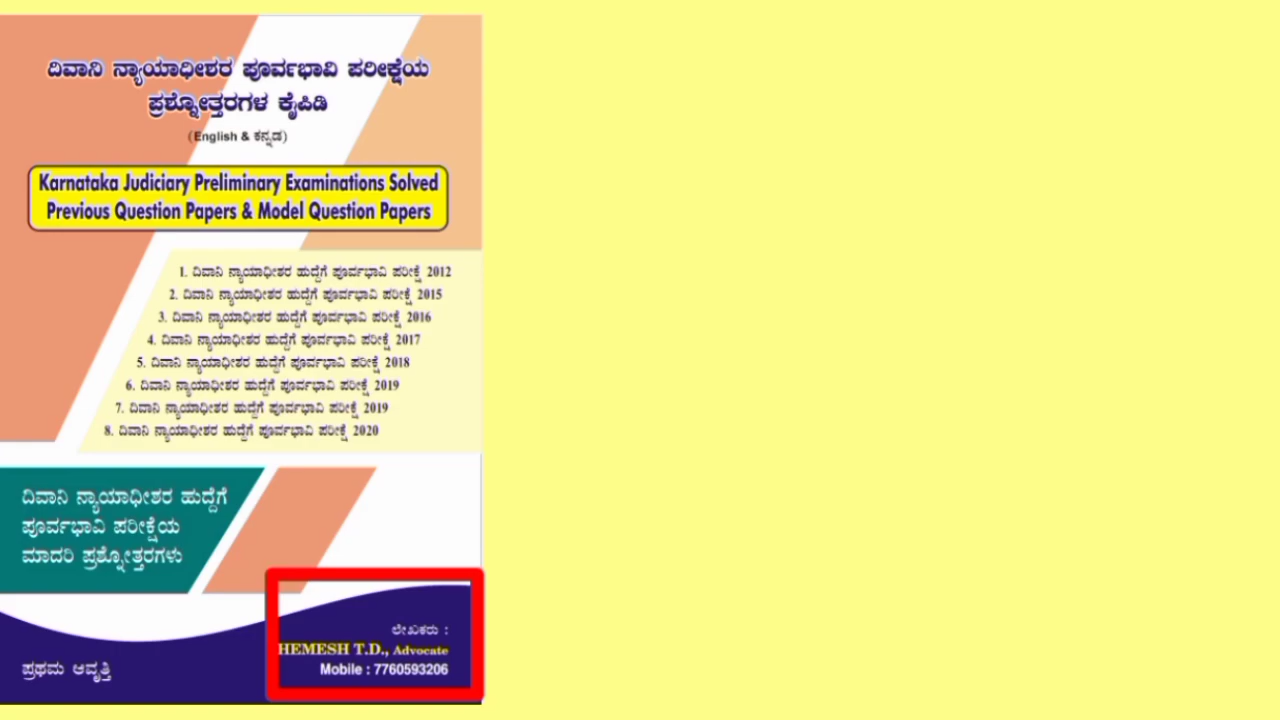 ದಿವಾನಿ ನ್ಯಾಯಾಧೀಶರ ಪೂರ್ವಭಾವಿ ಪರೀಕ್ಷೆಯ
ಪ್ರಶ್ನೋತ್ತರಗಳ ಕೈಪಿಡಿ
(English & ಕನ್ನಡ)
Karnataka Judiciary Preliminary Examinations Solved
Previous Question Papers & Model Question Papers
1. ದಿವಾನಿ ನ್ಯಾಯಾಧೀಶರ ಹುದ್ದೆಗೆ ಪೂರ್ವಭಾವಿ ಪರೀಕ್ಷೆ 2012
2. ದಿವಾನಿ ನ್ಯಾಯಾಧೀಶರ ಹುದ್ದೆಗೆ ಪೂರ್ವಭಾವಿ ಪರೀಕ್ಷೆ 2015
3. ದಿವಾನಿ ನ್ಯಾಯಾಧೀಶರ ಹುದ್ದೆಗೆ ಪೂರ್ವಭಾವಿ ಪರೀಕ್ಷೆ 2016
4. ದಿವಾನಿ ನ್ಯಾಯಾಧೀಶರ ಹುದ್ದೆಗೆ ಪೂರ್ವಭಾವಿ ಪರೀಕ್ಷೆ 2017
5. ದಿವಾನಿ ನ್ಯಾಯಾಧೀಶರ ಹುದ್ದೆಗೆ ಪೂರ್ವಭಾವಿ ಪರೀಕ್ಷೆ 2018
6. ದಿವಾನಿ ನ್ಯಾಯಾಧೀಶರ ಹುದ್ದೆಗೆ ಪೂರ್ವಭಾವಿ ಪರೀಕ್ಷೆ 2019
7. ದಿವಾನಿ ನ್ಯಾಯಾಧೀಶರ ಹುದ್ದೆಗೆ ಪೂರ್ವಭಾವಿ ಪರೀಕ್ಷೆ 2019
8. ದಿವಾನಿ ನ್ಯಾಯಾಧೀಶರ ಹುದ್ದೆಗೆ ಪೂರ್ವಭಾವಿ ಪರೀಕ್ಷೆ 2020
ದಿವಾನಿ ನ್ಯಾಯಾಧೀಶರ ಹುದ್ದೆಗೆ
ಪೂರ್ವಭಾವಿ ಪರೀಕ್ಷೆಯ
ಮಾದರಿ ಪ್ರಶ್ನೋತ್ತರಗಳು
ಲೇಖಕರು :
HEMESH T.D., Advocate
Mobile : 7760593206
ಪ್ರಥಮ ಆವೃತ್ತಿ